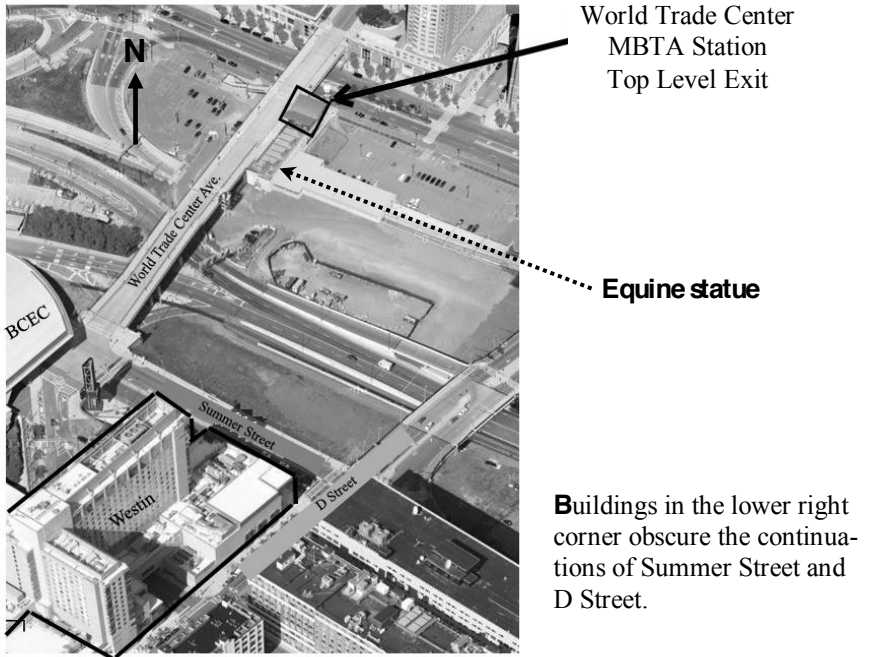 World Trade Center
MBTA Station
Top Level Exit
N
World Trade Center Ave.
Equine statue
BCEC
Summer Street
D Street
Westin
Buildings in the lower right
corner obscure the continua-
tions of Summer Street and
D Street.